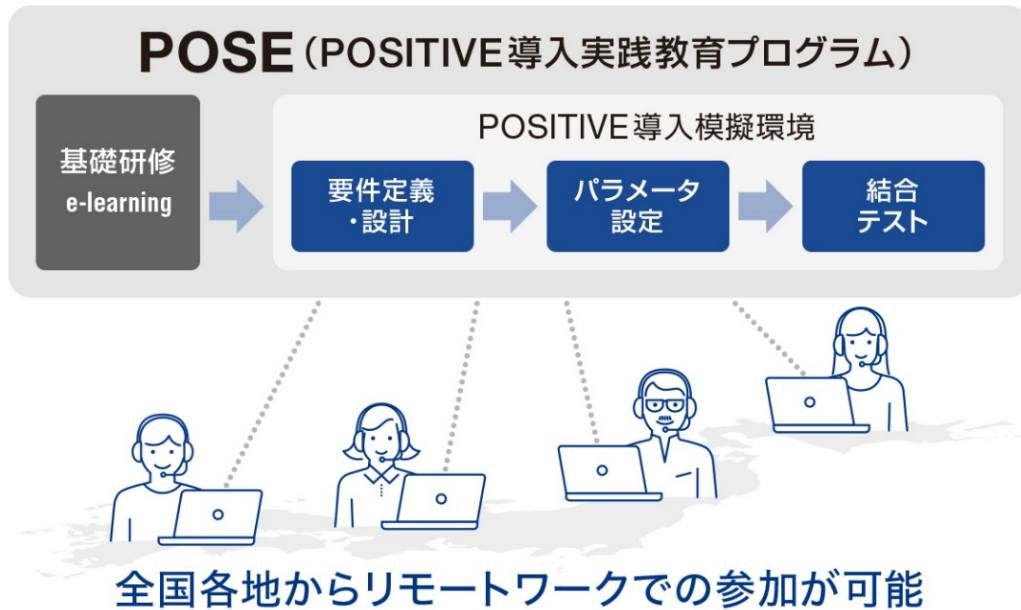 POSE(POSITIVE導入実践教育プログラム)
基礎研修
e-learning
POSITIVE導入模擬環境
要件定義
・設計
パラメータ
設定
結合
テスト
全国各地からリモートワークでの参加が可能